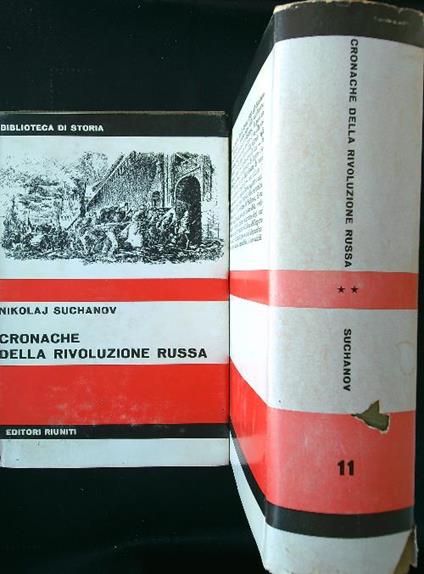 BIBLIOTECA DI STORIA
NIKOLAJ SUCHANOV
CRONACHE
DELLA RIVOLUZIONE RUSSA
EDITORI RIUNITI
CRONACHE DELLA RIVOLUZIONE RUSSA
★★
SUCHANOV
11